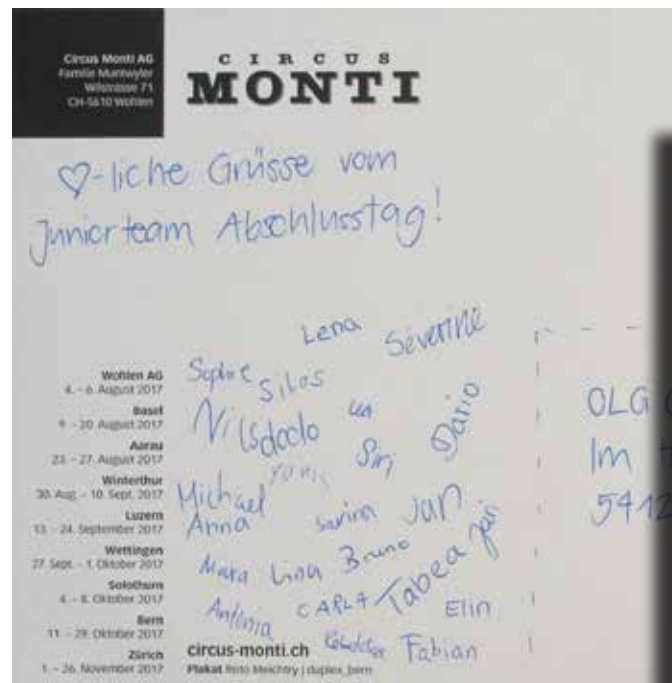 Circus Monti AG
Familie Muntwyler
Wilstrasse 71
CH-5610 Wohlen
CIRCUS
MONTI
♡-liche Grüsse vom
Juniorteam Abschlusstag!
Lena Séverine
Sophie Silas
Nils Dario
Siri
Yanis
Michael
Anna Jan
Mara Lina Bruno Tabea
Antonia CARLA Elin
Fabian
Wohlen AG
4. – 6. August 2017
Basel
9. – 20. August 2017
Aarau
23. – 27. August 2017
Winterthur
30. Aug. – 10. Sept. 2017
Luzern
13. – 24. September 2017
Wettingen
27. Sept. – 1. Oktober 2017
Solothurn
4. – 8. Oktober 2017
Bern
11. – 29. Oktober 2017
Zürich
1. – 26. November 2017
circus-monti.ch
Plakat Reto Meichtry | duplex_bern
OLG
Im
5412